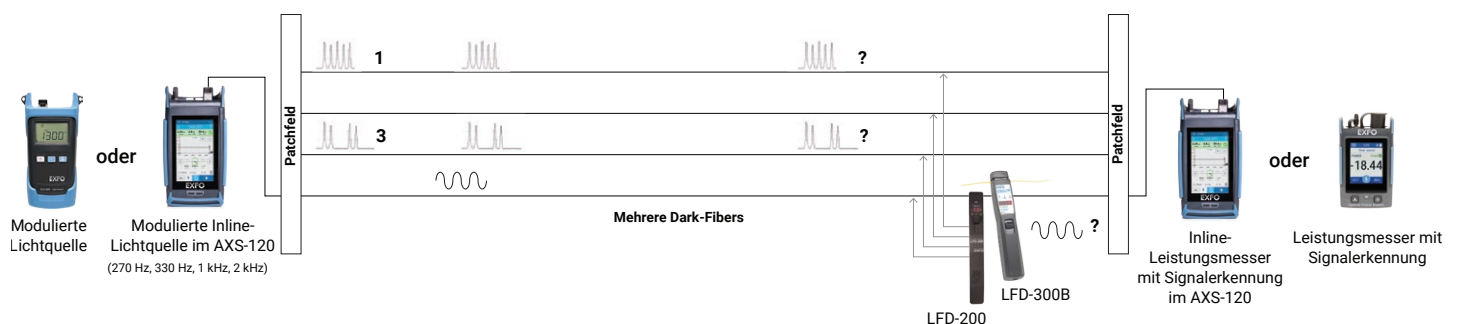 1
?
3
?
Patchfeld
Patchfeld
1300
EXFO
oder
EXFO
Modulierte
Lichtquelle
Modulierte Inline-
Lichtquelle im AXS-120
(270 Hz, 330 Hz, 1 kHz, 2 kHz)
Mehrere Dark-Fibers
?
LFD-300B
LFD-200
EXFO
oder
EXFO
-18.44
Inline-
Leistungsmesser
mit Signalerkennung
im AXS-120
Leistungsmesser mit
Signalerkennung